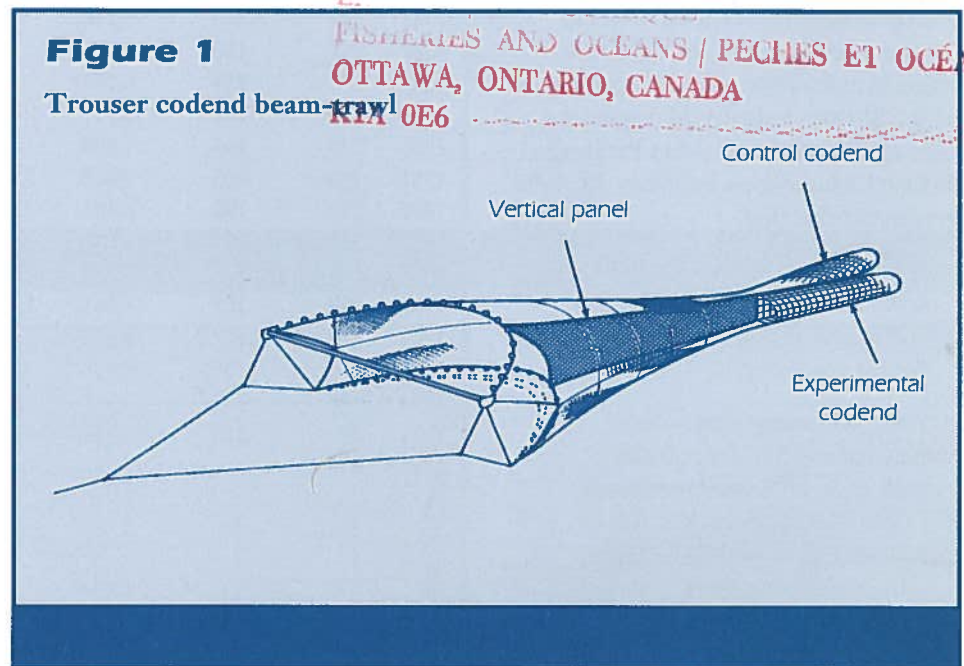 FISHERIES AND OCEANS / PECHES ET OCÉA
OTTAWA, ONTARIO, CANADA
K1A 0E6
Figure 1
Trouser codend beam-trawl
Control codend
Vertical panel
Experimental
codend